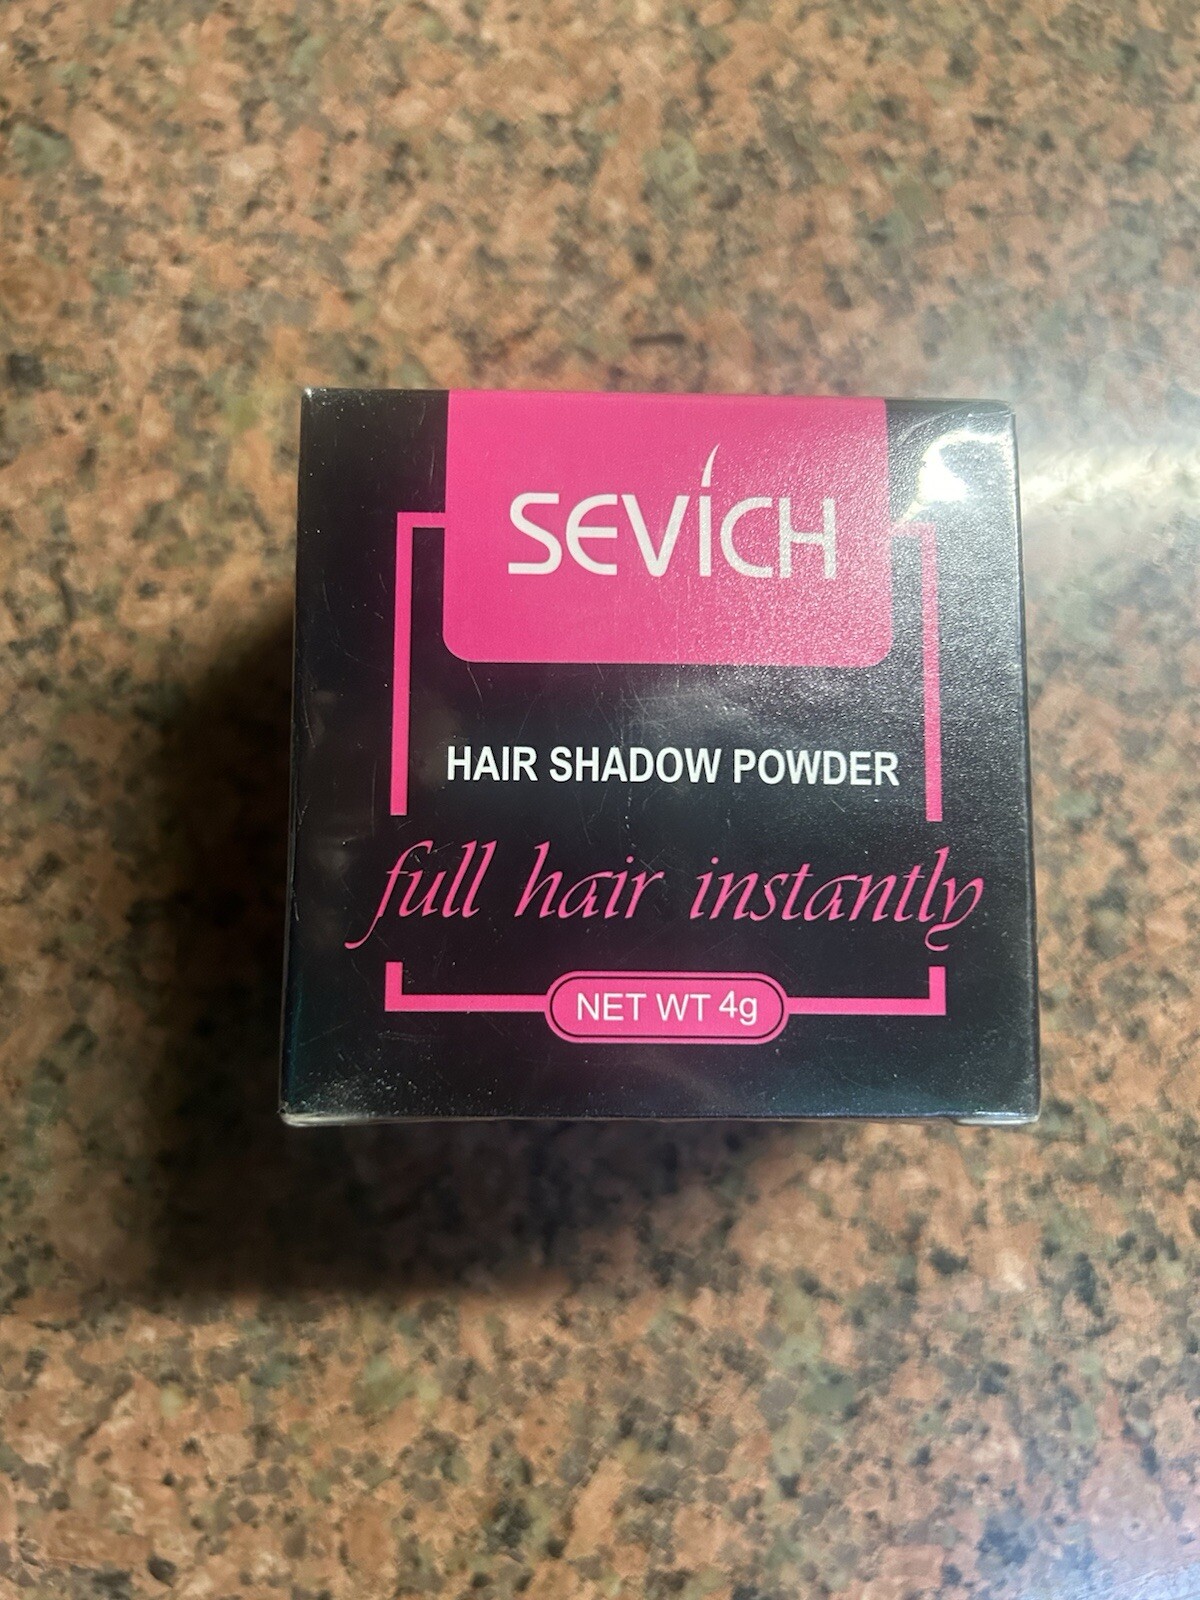 SEVICH
HAIR SHADOW POWDER
full hair instantly
NET WT 4g